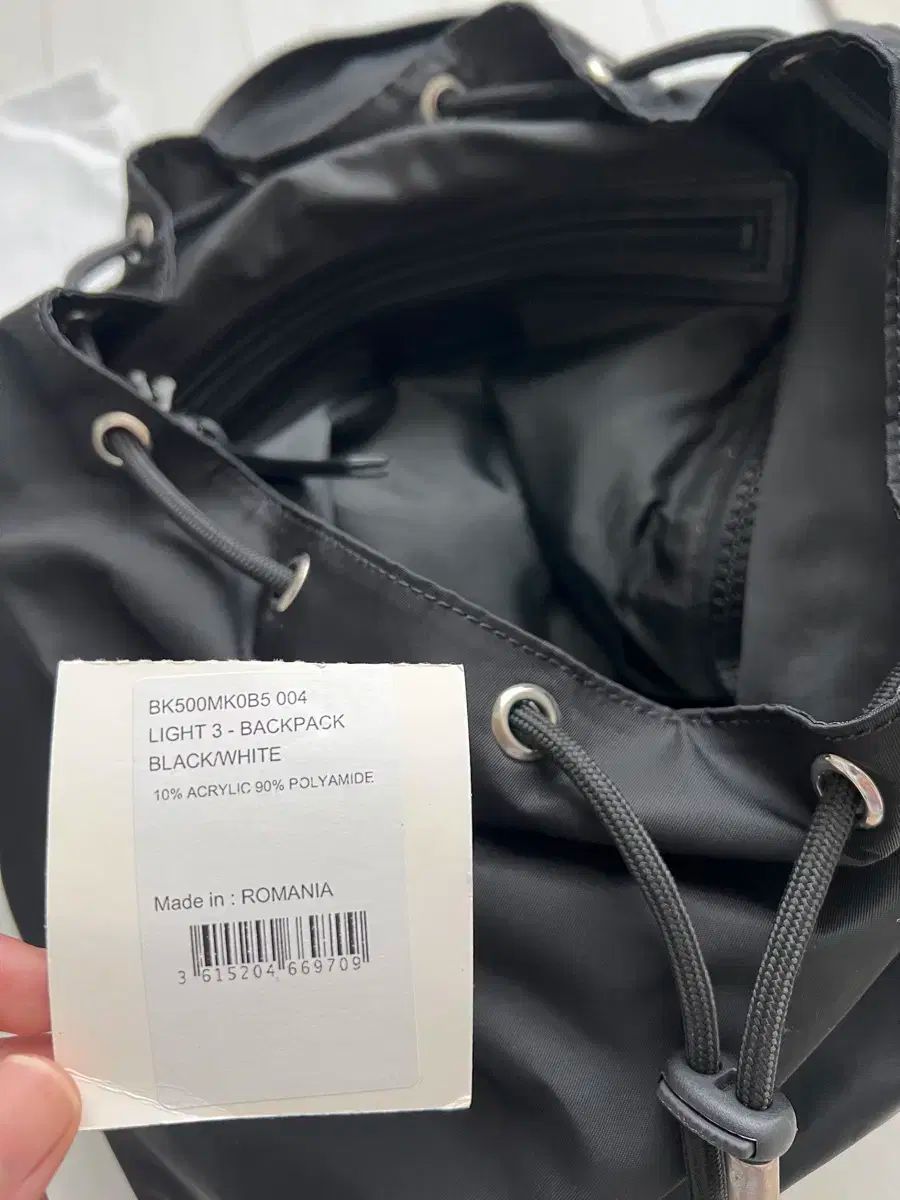 BK500MK0B5 004
LIGHT 3 - BACKPACK
BLACK/WHITE
10% ACRYLIC 90% POLYAMIDE
Made in : ROMANIA
3 615204 669709